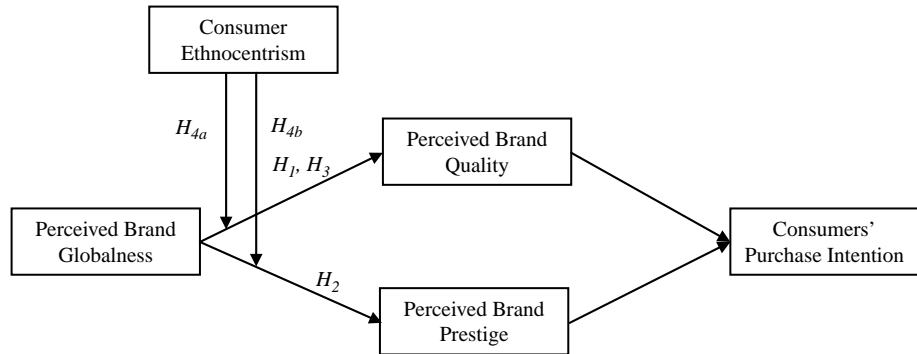 Consumer
Ethnocentrism
H4a
H4b
H1, H3
Perceived Brand
Quality
Perceived Brand
Globalness
Consumers’
Purchase Intention
H2
Perceived Brand
Prestige